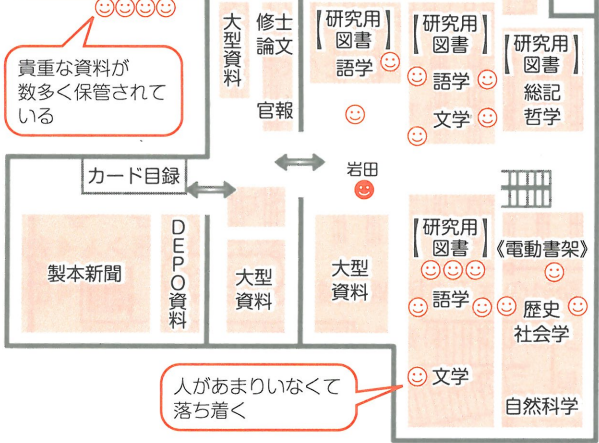 貴重な資料が
数多く保管されて
いる
大型
資料
修士
論文
官報
【研究用
図書】
語学
【研究用
図書】
語学
文学
【研究用
図書】
総記
哲学
カード目録
岩田
製本新聞
DEPO資料
大型
資料
大型
資料
【研究用
図書】
語学
文学
《電動書架》
歴史
社会学
自然科学
人があまりいなくて
落ち着く